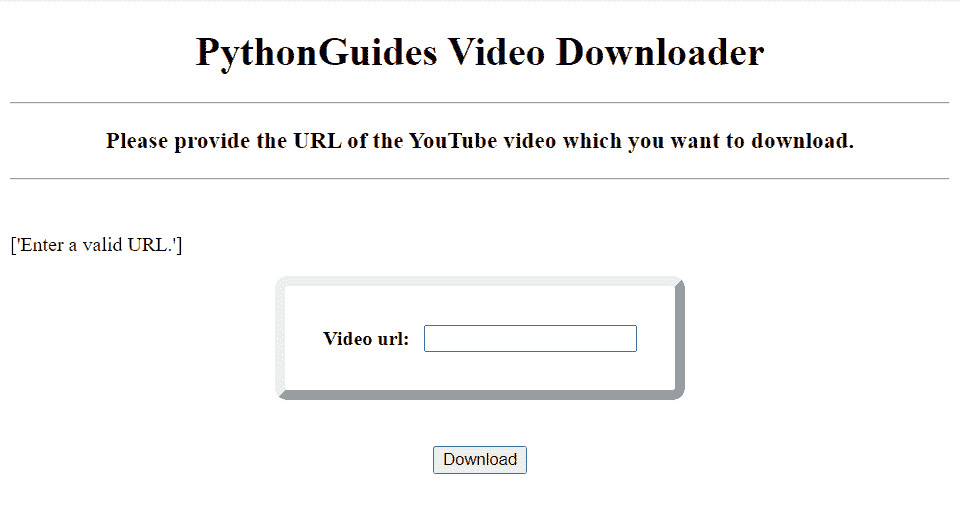 PythonGuides Video Downloader
Please provide the URL of the YouTube video which you want to download.
['Enter a valid URL.']
Video url:
Download